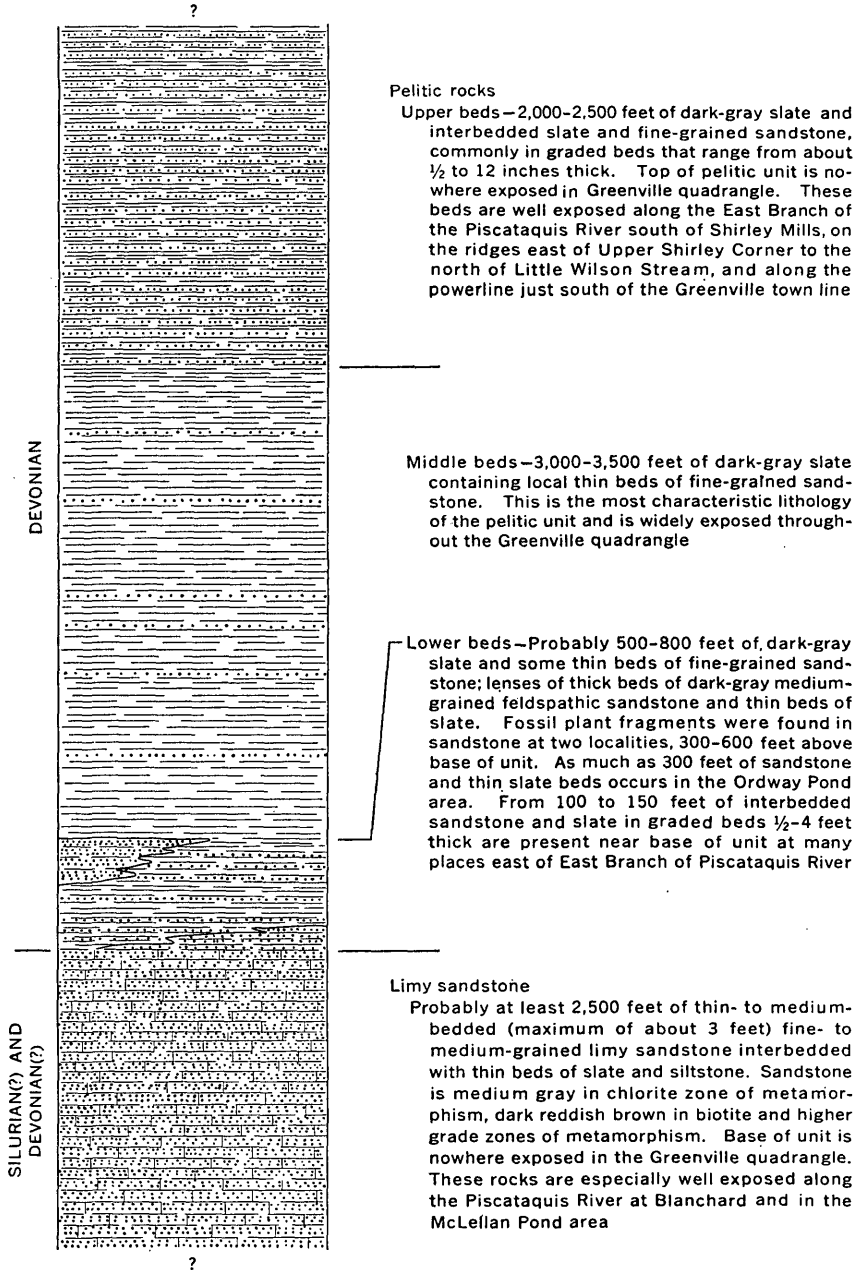 ?
Pelitic rocks
Upper beds—2,000-2,500 feet of dark-gray slate and
interbedded slate and fine-grained sandstone,
commonly in graded beds that range from about
½ to 12 inches thick. Top of pelitic unit is no-
where exposed in Greenville quadrangle. These
beds are well exposed along the East Branch of
the Piscataquis River south of Shirley Mills, on
the ridges east of Upper Shirley Corner to the
north of Little Wilson Stream, and along the
powerline just south of the Greenville town line
DEVONIAN
Middle beds—3,000-3,500 feet of dark-gray slate
containing local thin beds of fine-grained sand-
stone. This is the most characteristic lithology
of the pelitic unit and is widely exposed through-
out the Greenville quadrangle
Lower beds—Probably 500-800 feet of dark-gray
slate and some thin beds of fine-grained sand-
stone; lenses of thick beds of dark-gray medium-
grained feldspathic sandstone and thin beds of
slate. Fossil plant fragments were found in
sandstone at two localities, 300-600 feet above
base of unit. As much as 300 feet of sandstone
and thin slate beds occurs in the Ordway Pond
area. From 100 to 150 feet of interbedded
sandstone and slate in graded beds ½-4 feet
thick are present near base of unit at many
places east of East Branch of Piscataquis River
SILURIAN(?) AND
DEVONIAN(?)
Limy sandstone
Probably at least 2,500 feet of thin- to medium-
bedded (maximum of about 3 feet) fine- to
medium-grained limy sandstone interbedded
with thin beds of slate and siltstone. Sandstone
is medium gray in chlorite zone of metamor-
phism, dark reddish brown in biotite and higher
grade zones of metamorphism. Base of unit is
nowhere exposed in the Greenville quadrangle.
These rocks are especially well exposed along
the Piscataquis River at Blanchard and in the
McLellan Pond area
?